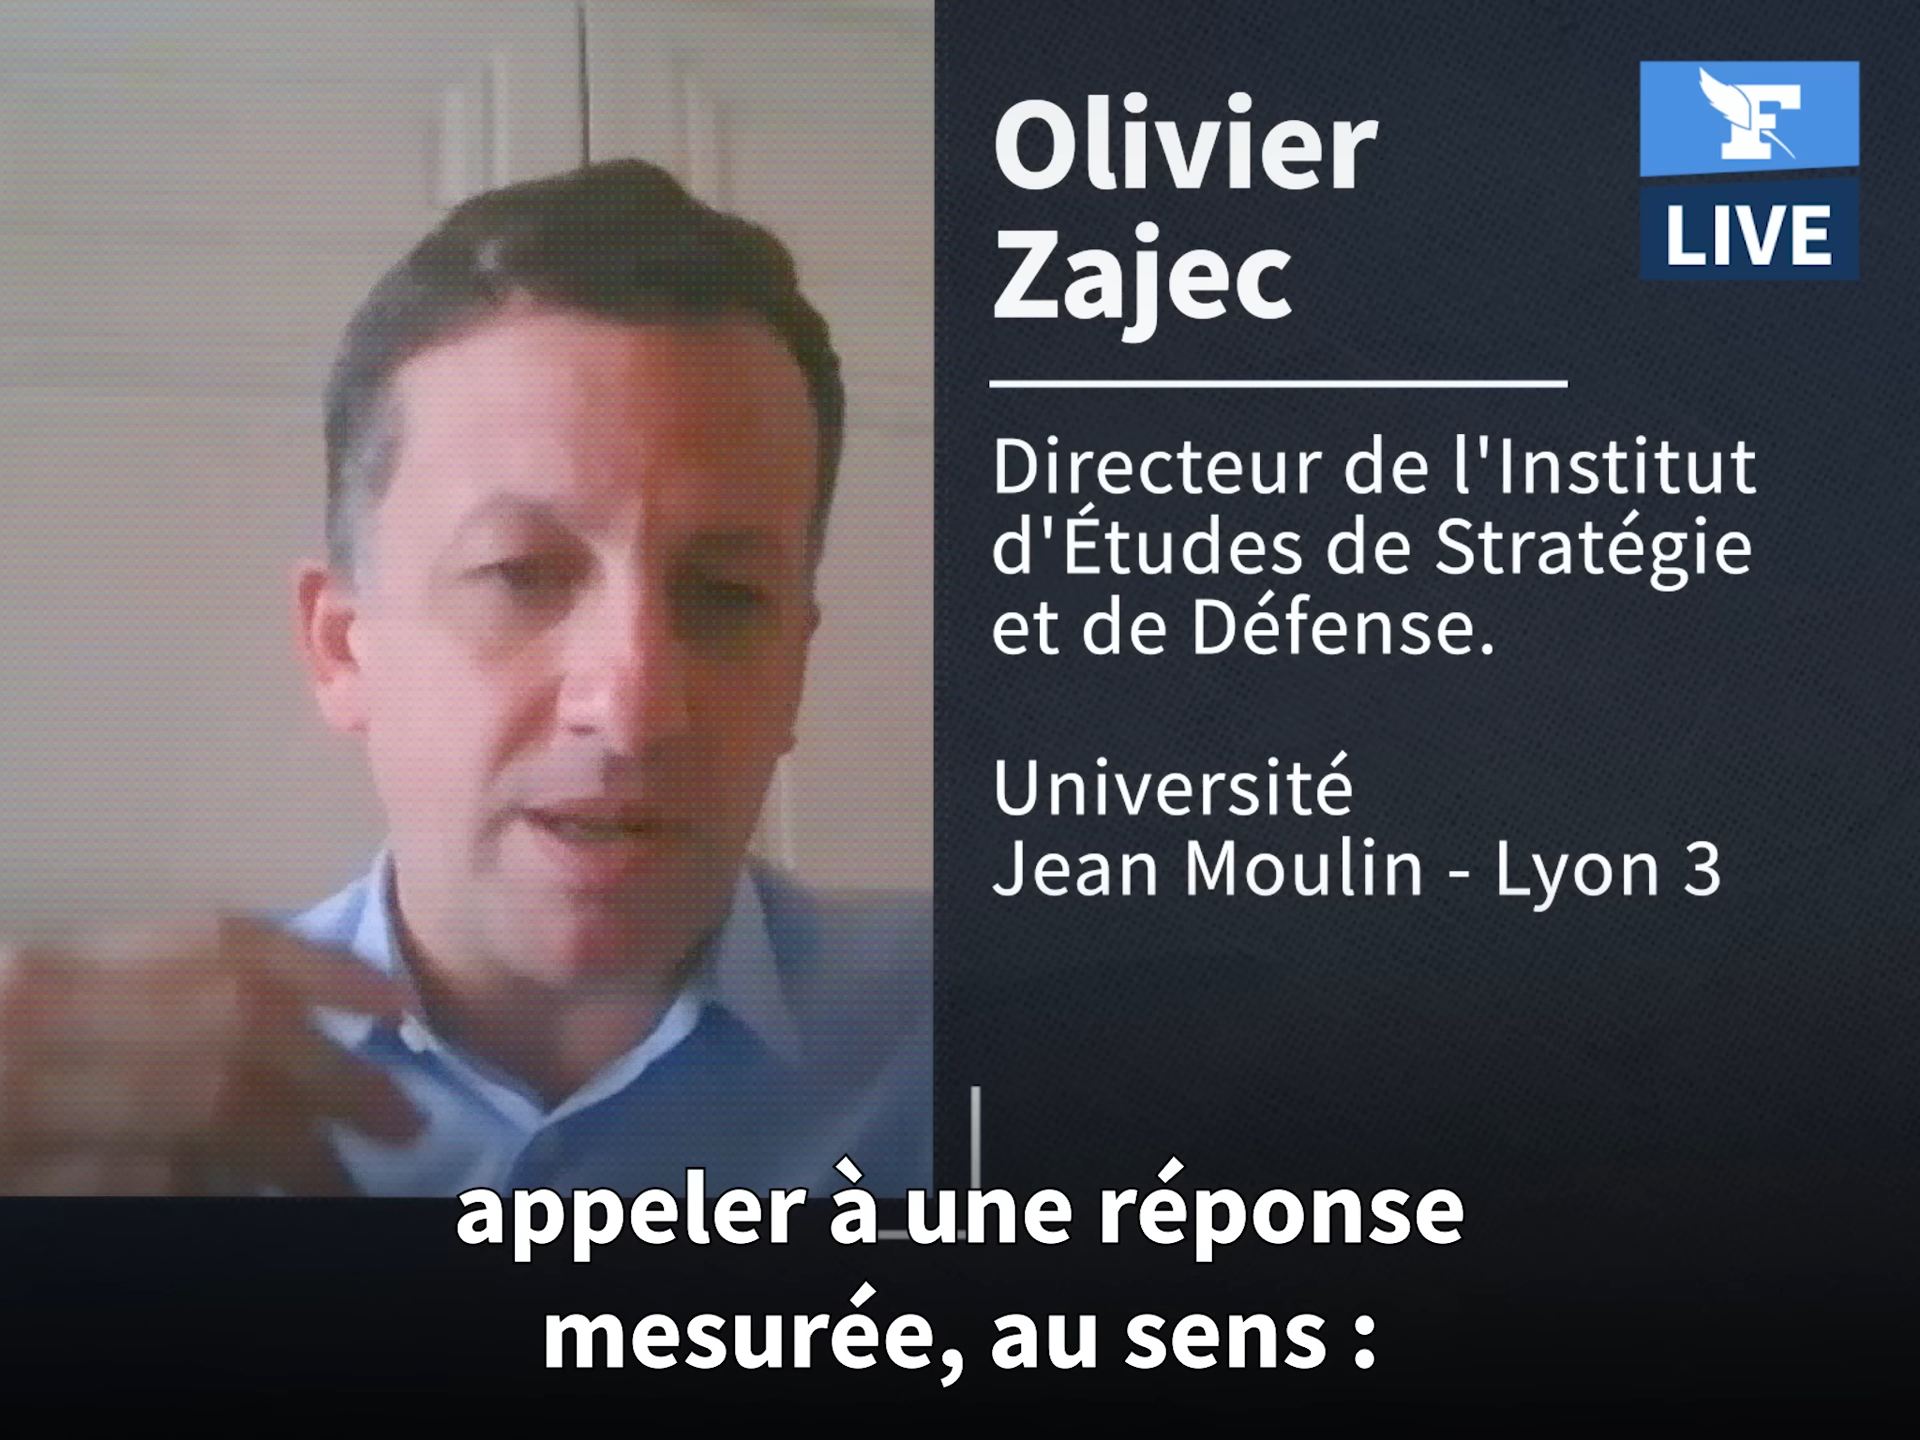 Olivier
Zajec
F
LIVE
Directeur de l'Institut
d'Études de Stratégie
et de Défense.
Université
Jean Moulin - Lyon 3
appeler à une réponse
mesurée, au sens :